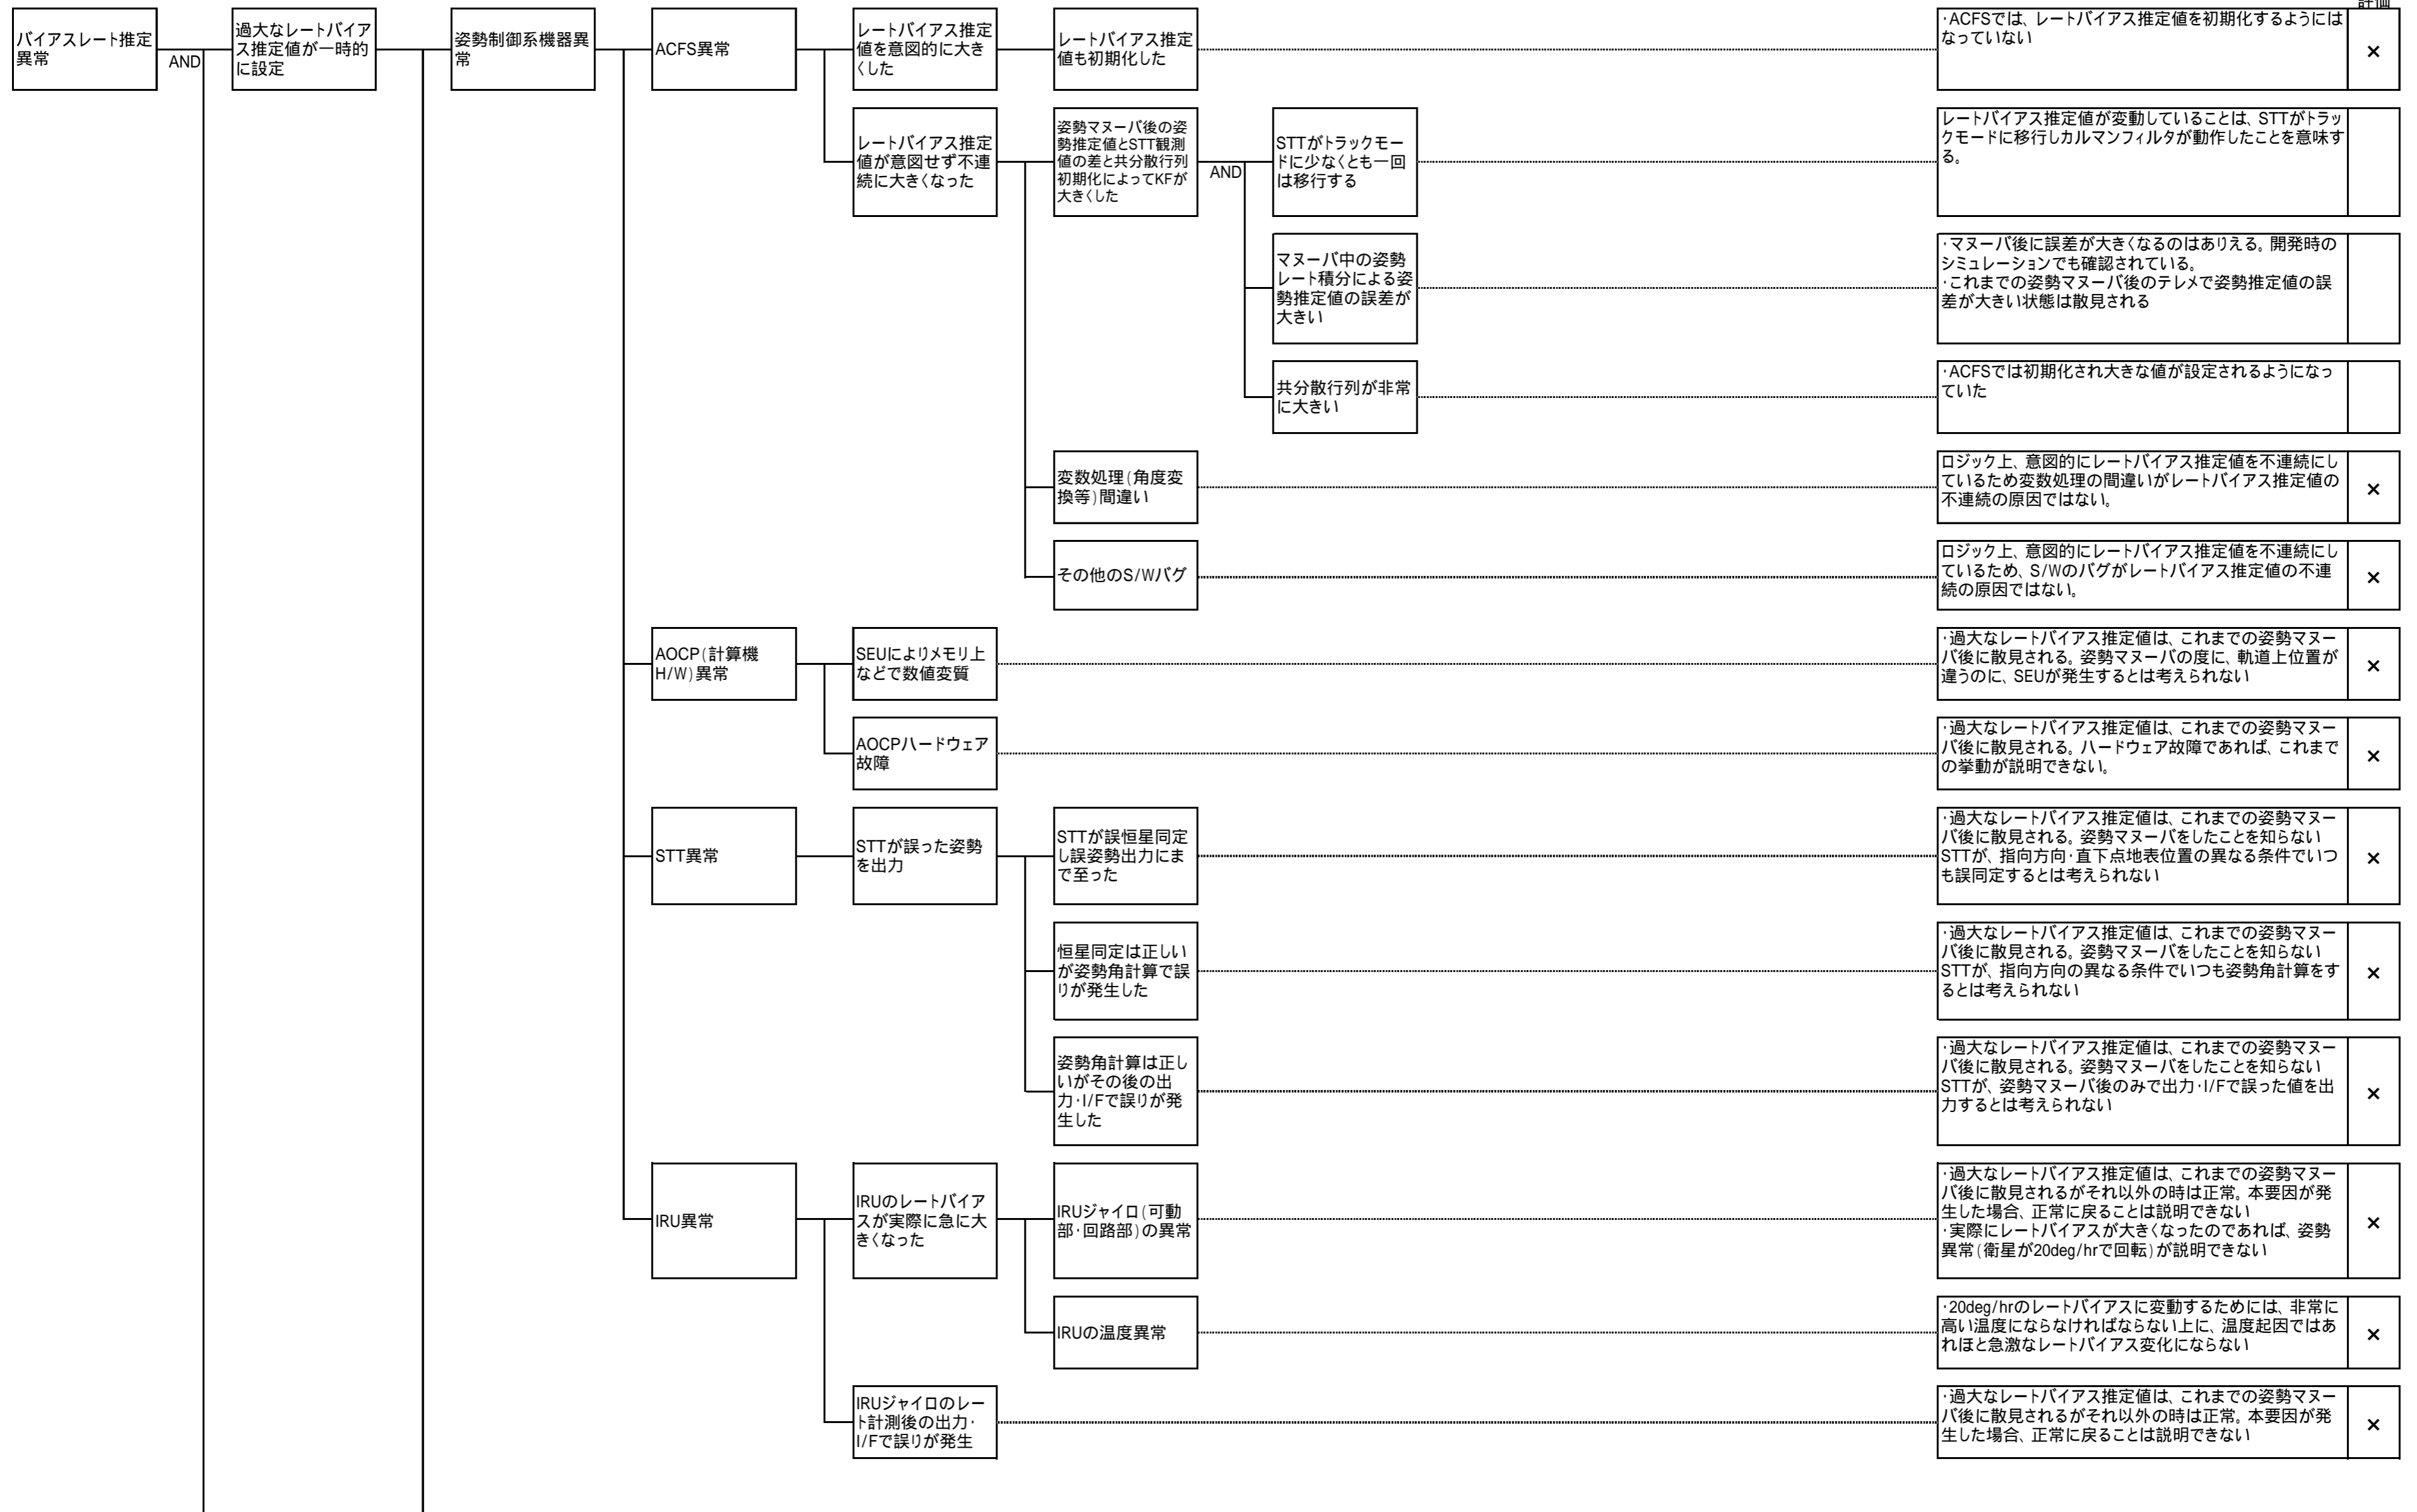 評価
バイアスレート推定
異常
AND
過大なレートバイア
ス推定値が一時的
に設定
姿勢制御系機器異
常
ACFS異常
レートバイアス推定
値を意図的に大き
くした
レートバイアス推定
値も初期化した
・ACFSでは、レートバイアス推定値を初期化するようには
なっていない
×
レートバイアス推定
値が意図せず不連
続に大きくなった
姿勢マヌーバ後の姿
勢推定値とSTT観測
値の差と共分散行列
初期化によってKFが
大きくした
AND
STTがトラックモー
ドに少なくとも一回
は移行する
レートバイアス推定値が変動していることは、STTがトラッ
クモードに移行しカルマンフィルタが動作したことを意味す
る。
マヌーバ中の姿勢
レート積分による姿
勢推定値の誤差が
大きい
・マヌーバ後に誤差が大きくなるのはありえる。開発時の
シミュレーションでも確認されている。
・これまでの姿勢マヌーバ後のテレメで姿勢推定値の誤
差が大きい状態は散見される
共分散行列が非常
に大きい
・ACFSでは初期化され大きな値が設定されるようになっ
ていた
変数処理(角度変
換等)間違い
ロジック上、意図的にレートバイアス推定値を不連続にし
ているため変数処理の間違いがレートバイアス推定値の
不連続の原因ではない。
×
その他のS/Wバグ
ロジック上、意図的にレートバイアス推定値を不連続にし
ているため、S/Wのバグがレートバイアス推定値の不連
続の原因ではない。
×
AOCP(計算機
H/W)異常
SEUによりメモリ上
などで数値変質
・過大なレートバイアス推定値は、これまでの姿勢マヌー
バ後に散見される。姿勢マヌーバの度に、軌道上位置が
違うのに、SEUが発生するとは考えられない
×
AOCPハードウェア
故障
・過大なレートバイアス推定値は、これまでの姿勢マヌー
バ後に散見される。ハードウェア故障であれば、これまで
の挙動が説明できない。
×
STT異常
STTが誤った姿勢
を出力
STTが誤恒星同定
し誤姿勢出力にま
で至った
・過大なレートバイアス推定値は、これまでの姿勢マヌー
バ後に散見される。姿勢マヌーバをしたことを知らない
STTが、指向方向・直下点地表位置の異なる条件でいつ
も誤同定するとは考えられない
×
恒星同定は正しい
が姿勢角計算で誤
りが発生した
・過大なレートバイアス推定値は、これまでの姿勢マヌー
バ後に散見される。姿勢マヌーバをしたことを知らない
STTが、指向方向の異なる条件でいつも姿勢角計算をす
るとは考えられない
×
姿勢角計算は正し
いがその後の出
力・I/Fで誤りが発
生した
・過大なレートバイアス推定値は、これまでの姿勢マヌー
バ後に散見される。姿勢マヌーバをしたことを知らない
STTが、姿勢マヌーバ後のみで出力・I/Fで誤った値を出
力するとは考えられない
×
IRU異常
IRUのレートバイア
スが実際に急に大
きくなった
IRUジャイロ(可動
部・回路部)の異常
・過大なレートバイアス推定値は、これまでの姿勢マヌー
バ後に散見されるがそれ以外の時は正常。本要因が発
生した場合、正常に戻ることは説明できない
・実際にレートバイアスが大きくなったのであれば、姿勢
異常(衛星が20deg/hrで回転)が説明できない
×
IRUの温度異常
・20deg/hrのレートバイアスに変動するためには、非常に
高い温度にならなければならない上に、温度起因ではあ
れほと急激なレートバイアス変化にならない
×
IRUジャイロのレー
ト計測後の出力・
I/Fで誤りが発生
・過大なレートバイアス推定値は、これまでの姿勢マヌー
バ後に散見されるがそれ以外の時は正常。本要因が発
生した場合、正常に戻ることは説明できない
×